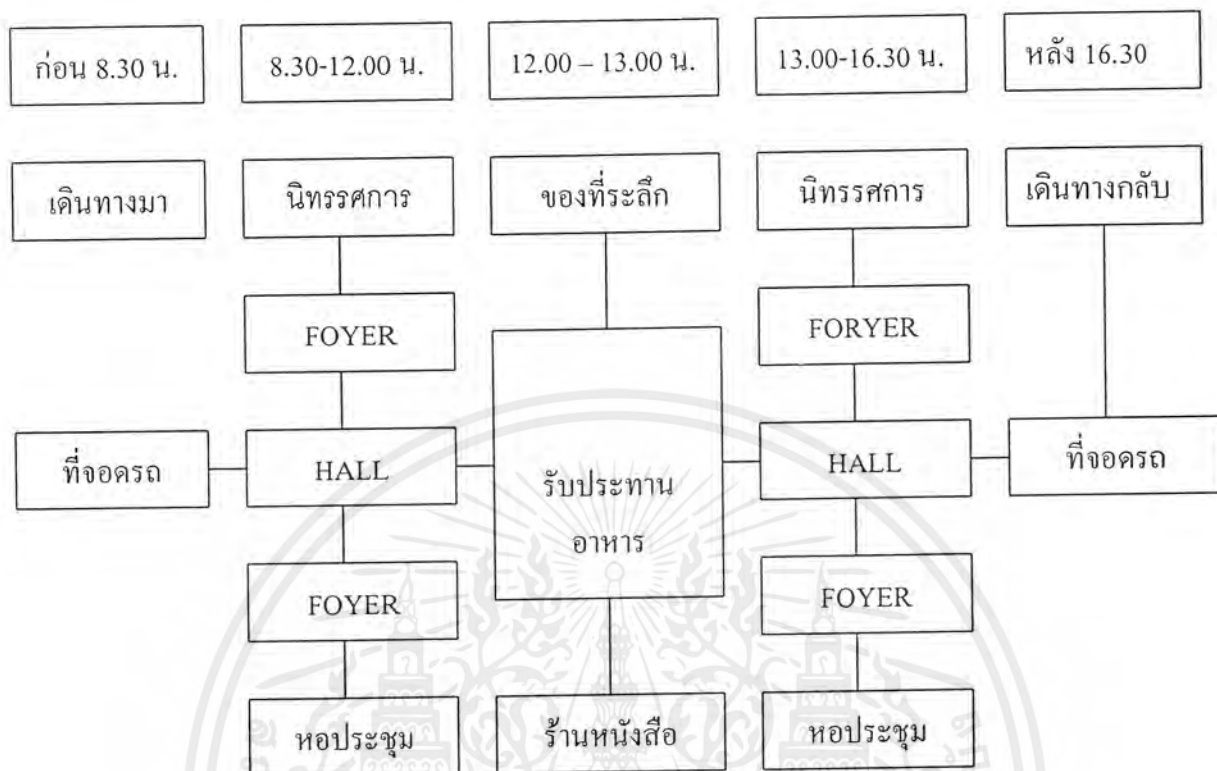 ก่อน 8.30 น.
8.30-12.00 น.
12.00 – 13.00 น.
13.00-16.30 น.
หลัง 16.30
เดินทางมา
นิทรรศการ
ของที่ระลึก
นิทรรศการ
เดินทางกลับ
FOYER
FORYER
ที่จอดรถ
HALL
รับประทาน
อาหาร
HALL
ที่จอดรถ
FOYER
FOYER
หอประชุม
ร้านหนังสือ
หอประชุม